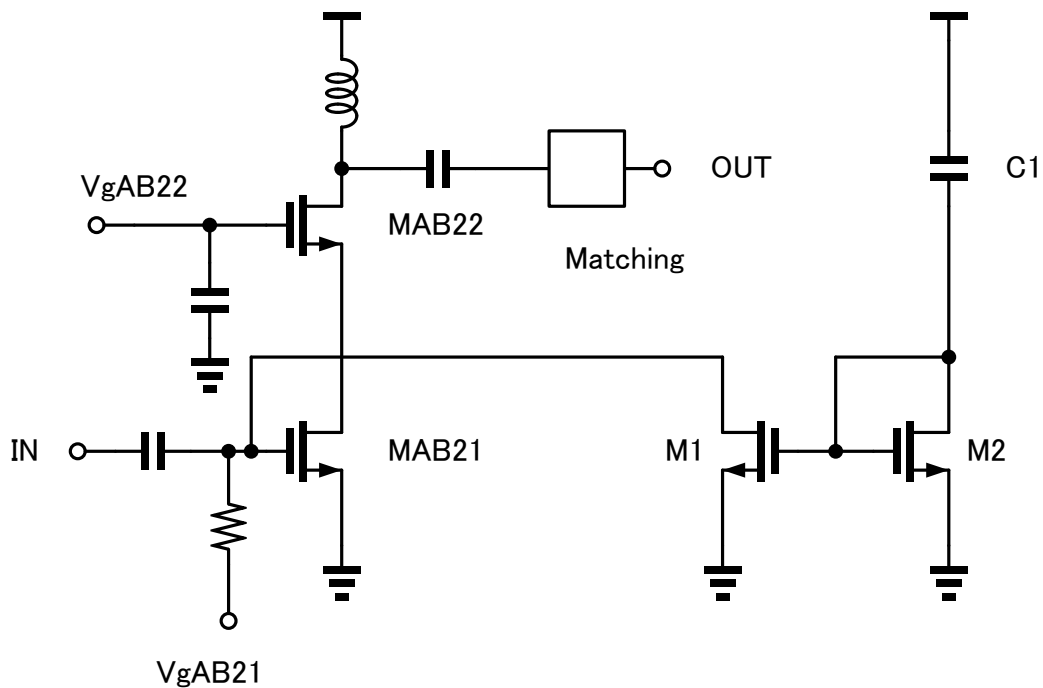 OUT
C1
VgAB22
MAB22
Matching
IN
MAB21
M1
M2
VgAB21